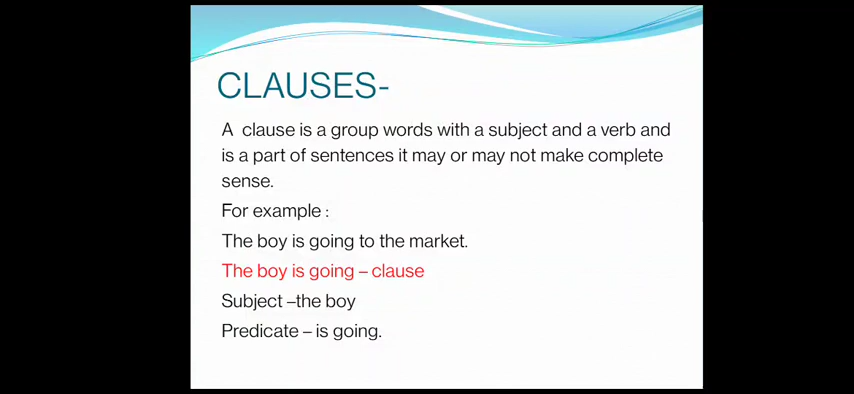 CLAUSES-
A clause is a group words with a subject and a verb and
is a part of sentences it may or may not make complete
sense.
For example :
The boy is going to the market.
The boy is going – clause
Subject –the boy
Predicate – is going.